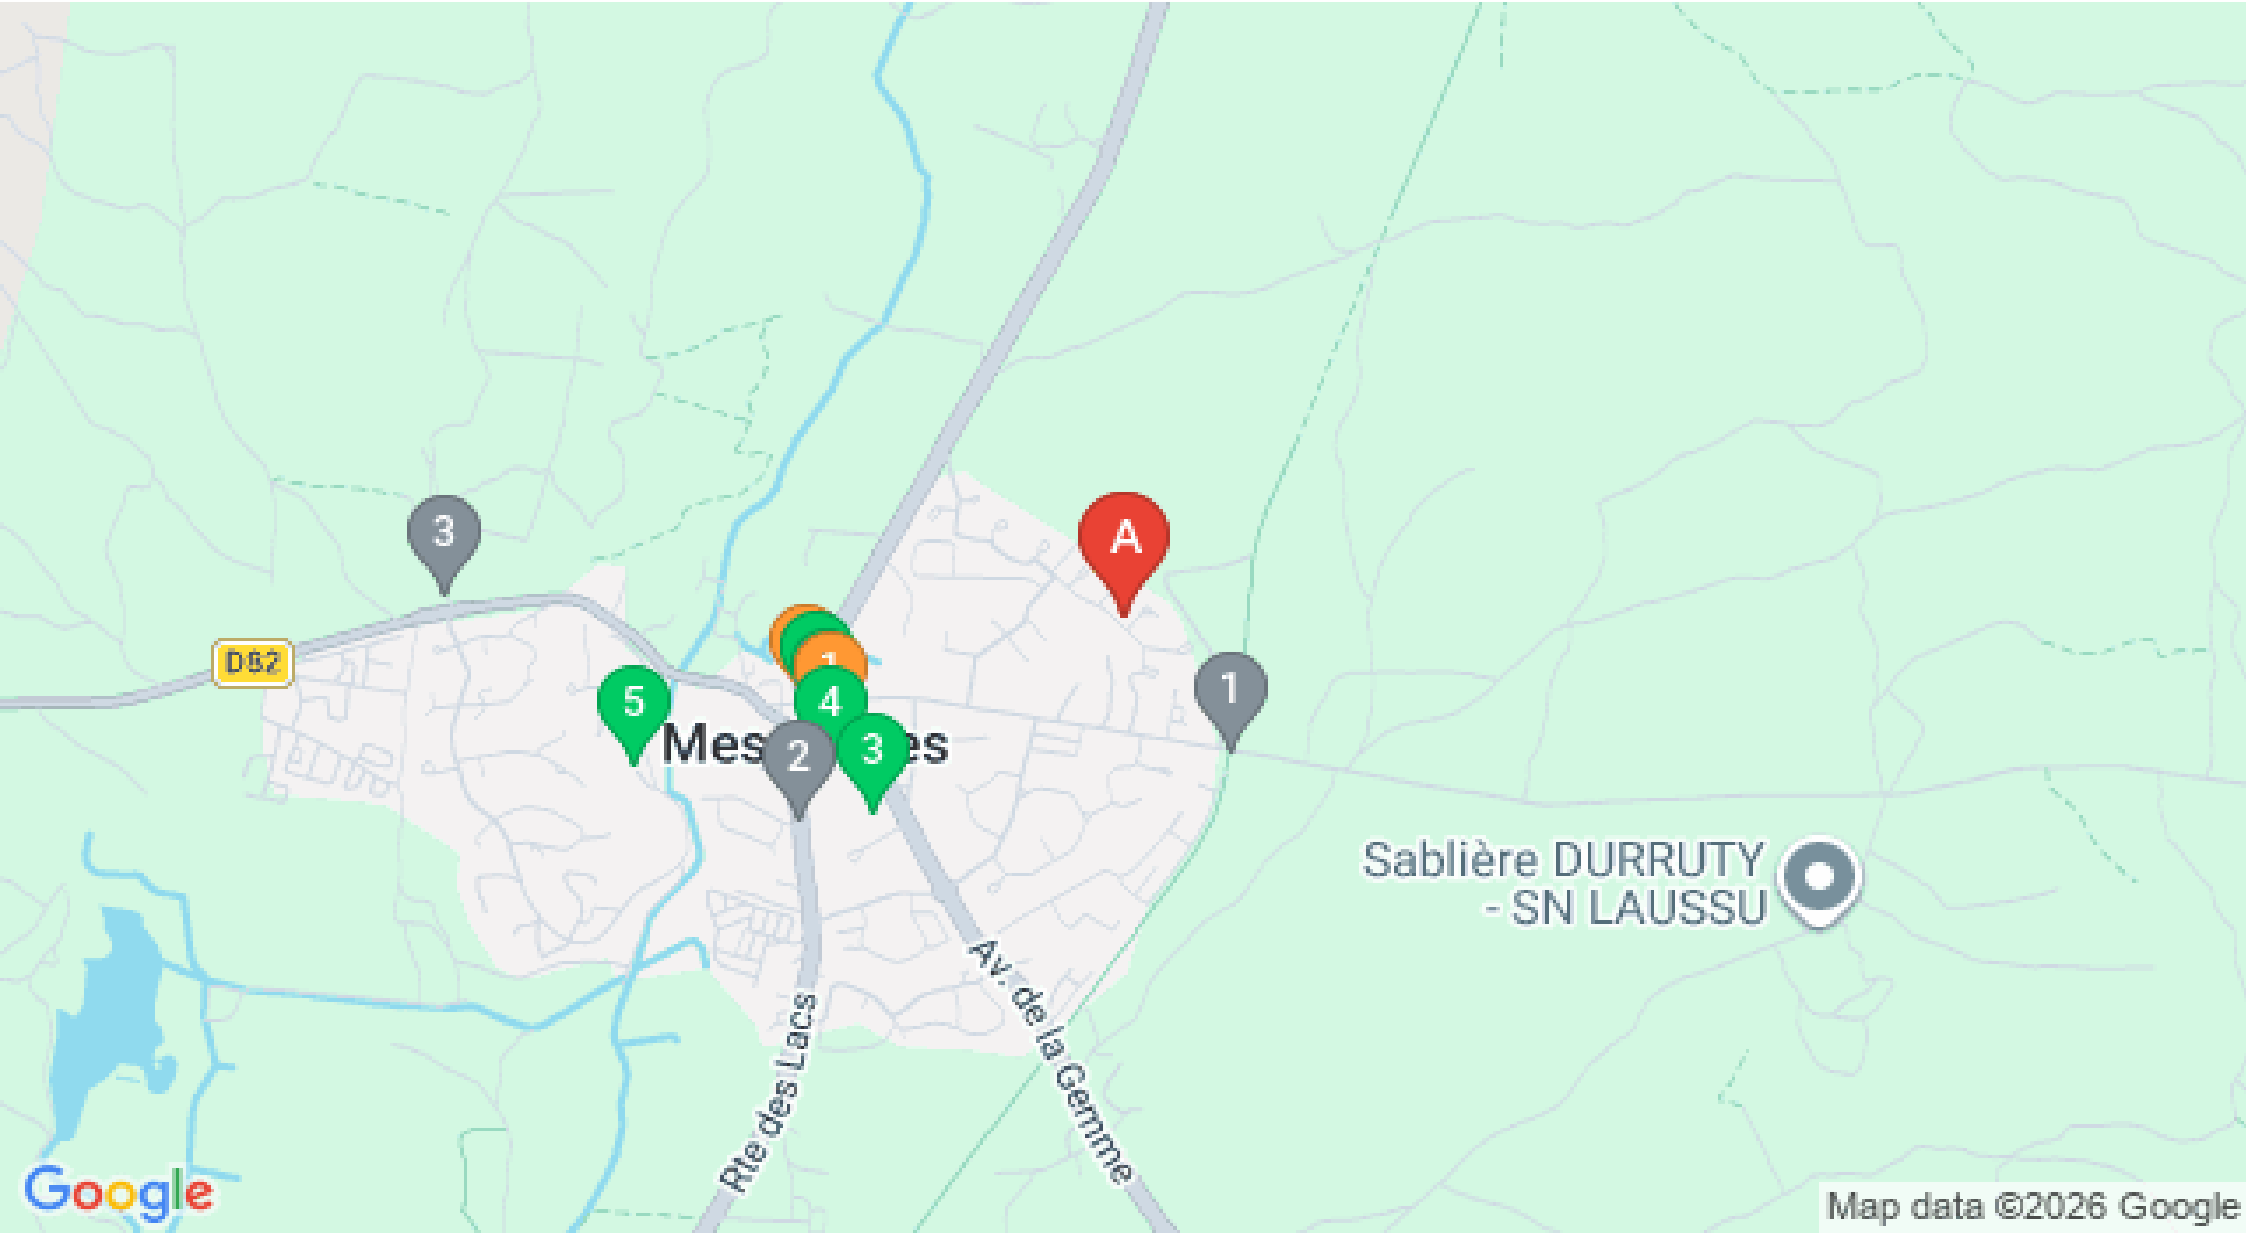 A
3
D82
1
5
4
1
Mes
es
2
3
Sablière DURRUTY
- SN LAUSSU
Av. de la Gemme
Rte des Lacs
Google
Map data ©2026 Google